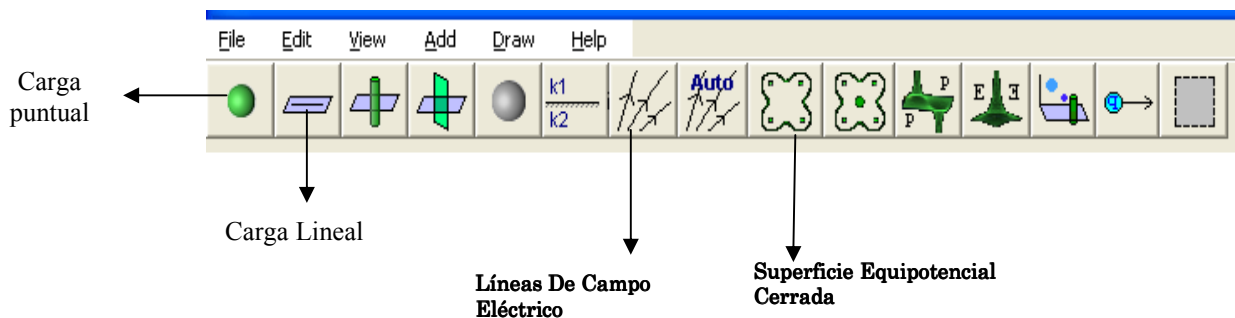 File Edit View Add Draw Help
Carga
puntual
k1
k2
Auto
P
P
E E
q
Carga Lineal
Líneas De Campo
Eléctrico
Superficie Equipotencial
Cerrada